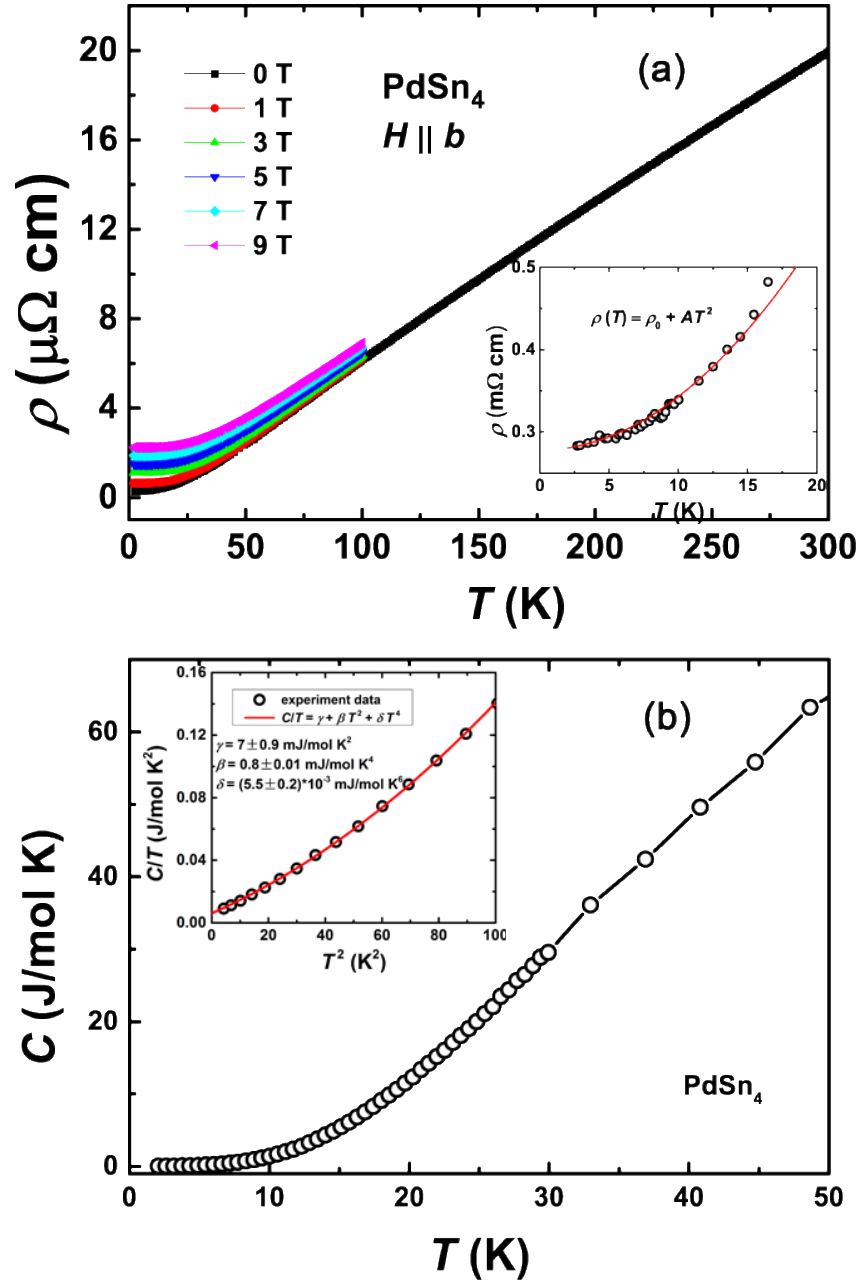 20
16
12
8
4
0
ρ (μΩ cm)
0 T
1 T
3 T
5 T
7 T
9 T
PdSn₄
H || b
(a)
0.5
0.4
0.3
ρ (mΩ cm)
ρ (T) = ρ₀ + AT²
0 5 10 15 20
T (K)
0 50 100 150 200 250 300
T (K)
60
40
20
0
C (J/mol K)
(b)
0.16
0.12
0.08
0.04
0.00
C/T (J/mol K²)
experiment data
C/T = γ + β T² + δ T⁴
γ = 7±0.9 mJ/mol K²
β = 0.8±0.01 mJ/mol K⁴
δ = (5.5±0.2)*10⁻³ mJ/mol K⁶
0 20 40 60 80 100
T² (K²)
PdSn₄
0 10 20 30 40 50
T (K)